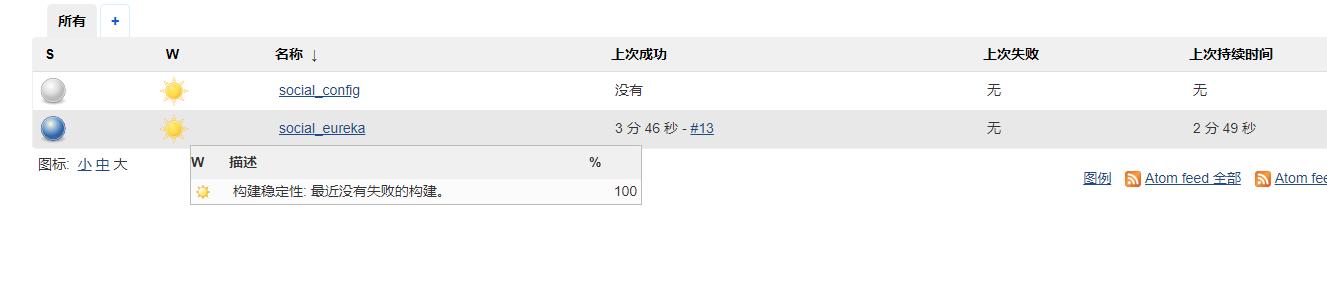 所有 +
S W 名称 ↓ 上次成功 上次失败 上次持续时间
social_config 没有 无 无
social_eureka 3 分 46 秒 - #13 无 2 分 49 秒
图标: 小 中 大
W 描述 %
构建稳定性: 最近没有失败的构建。 100
图例 Atom feed 全部 Atom fee